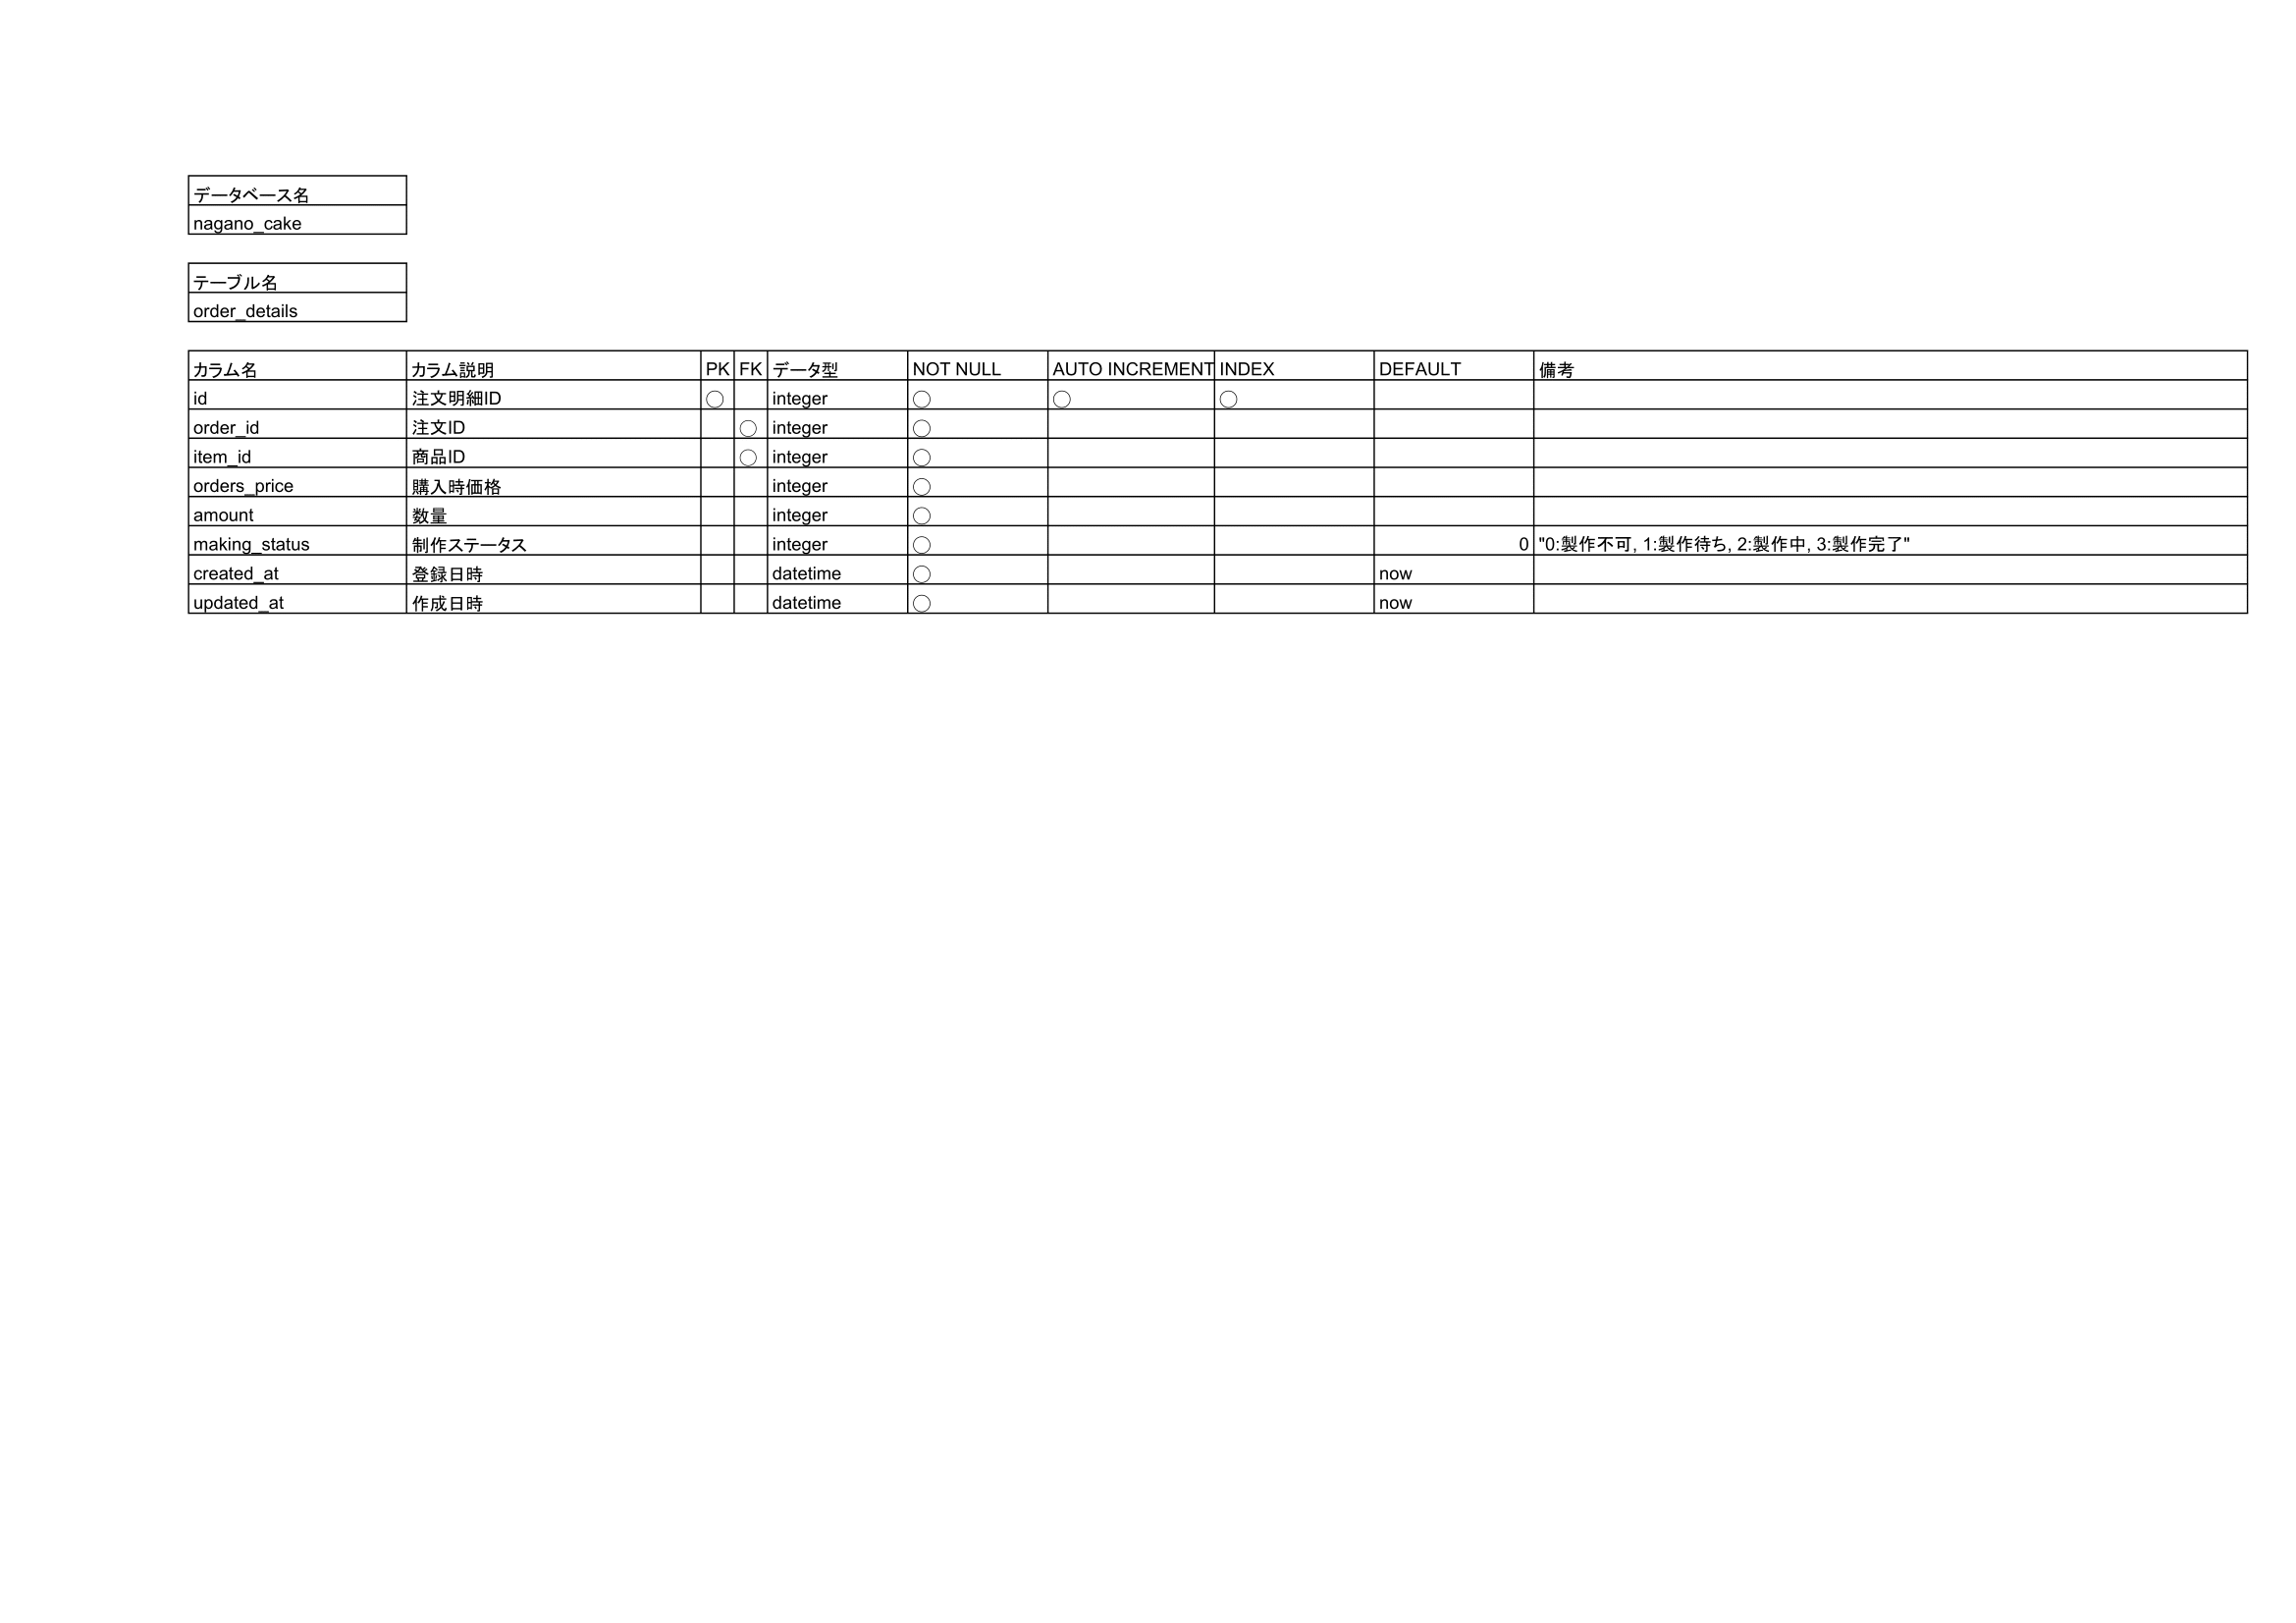 データベース名
nagano_cake
テーブル名
order_details
カラム名 カラム説明 PK FK データ型 NOT NULL AUTO INCREMENT INDEX DEFAULT 備考
id 注文明細ID ◯ integer ◯ ◯ ◯
order_id 注文ID ◯ integer ◯
item_id 商品ID ◯ integer ◯
orders_price 購入時価格 integer ◯
amount 数量 integer ◯
making_status 制作ステータス integer ◯ 0 "0:製作不可, 1:製作待ち, 2:製作中, 3:製作完了"
created_at 登録日時 datetime ◯ now
updated_at 作成日時 datetime ◯ now